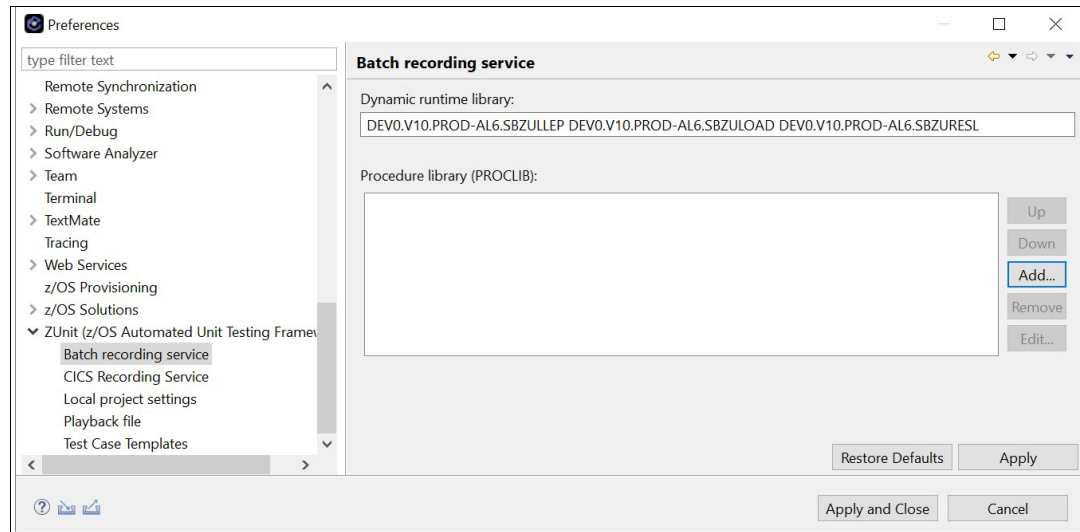 Preferences
type filter text
Remote Synchronization
Remote Systems
Run/Debug
Software Analyzer
Team
Terminal
TextMate
Tracing
Web Services
z/OS Provisioning
z/OS Solutions
ZUnit (z/OS Automated Unit Testing Framew
Batch recording service
CICS Recording Service
Local project settings
Playback file
Test Case Templates
Batch recording service
Dynamic runtime library:
DEV0.V10.PROD-AL6.SBZULLEP DEV0.V10.PROD-AL6.SBZULOAD DEV0.V10.PROD-AL6.SBZURESL
Procedure library (PROCLIB):
Up
Down
Add...
Remove
Edit...
Restore Defaults
Apply
Apply and Close
Cancel